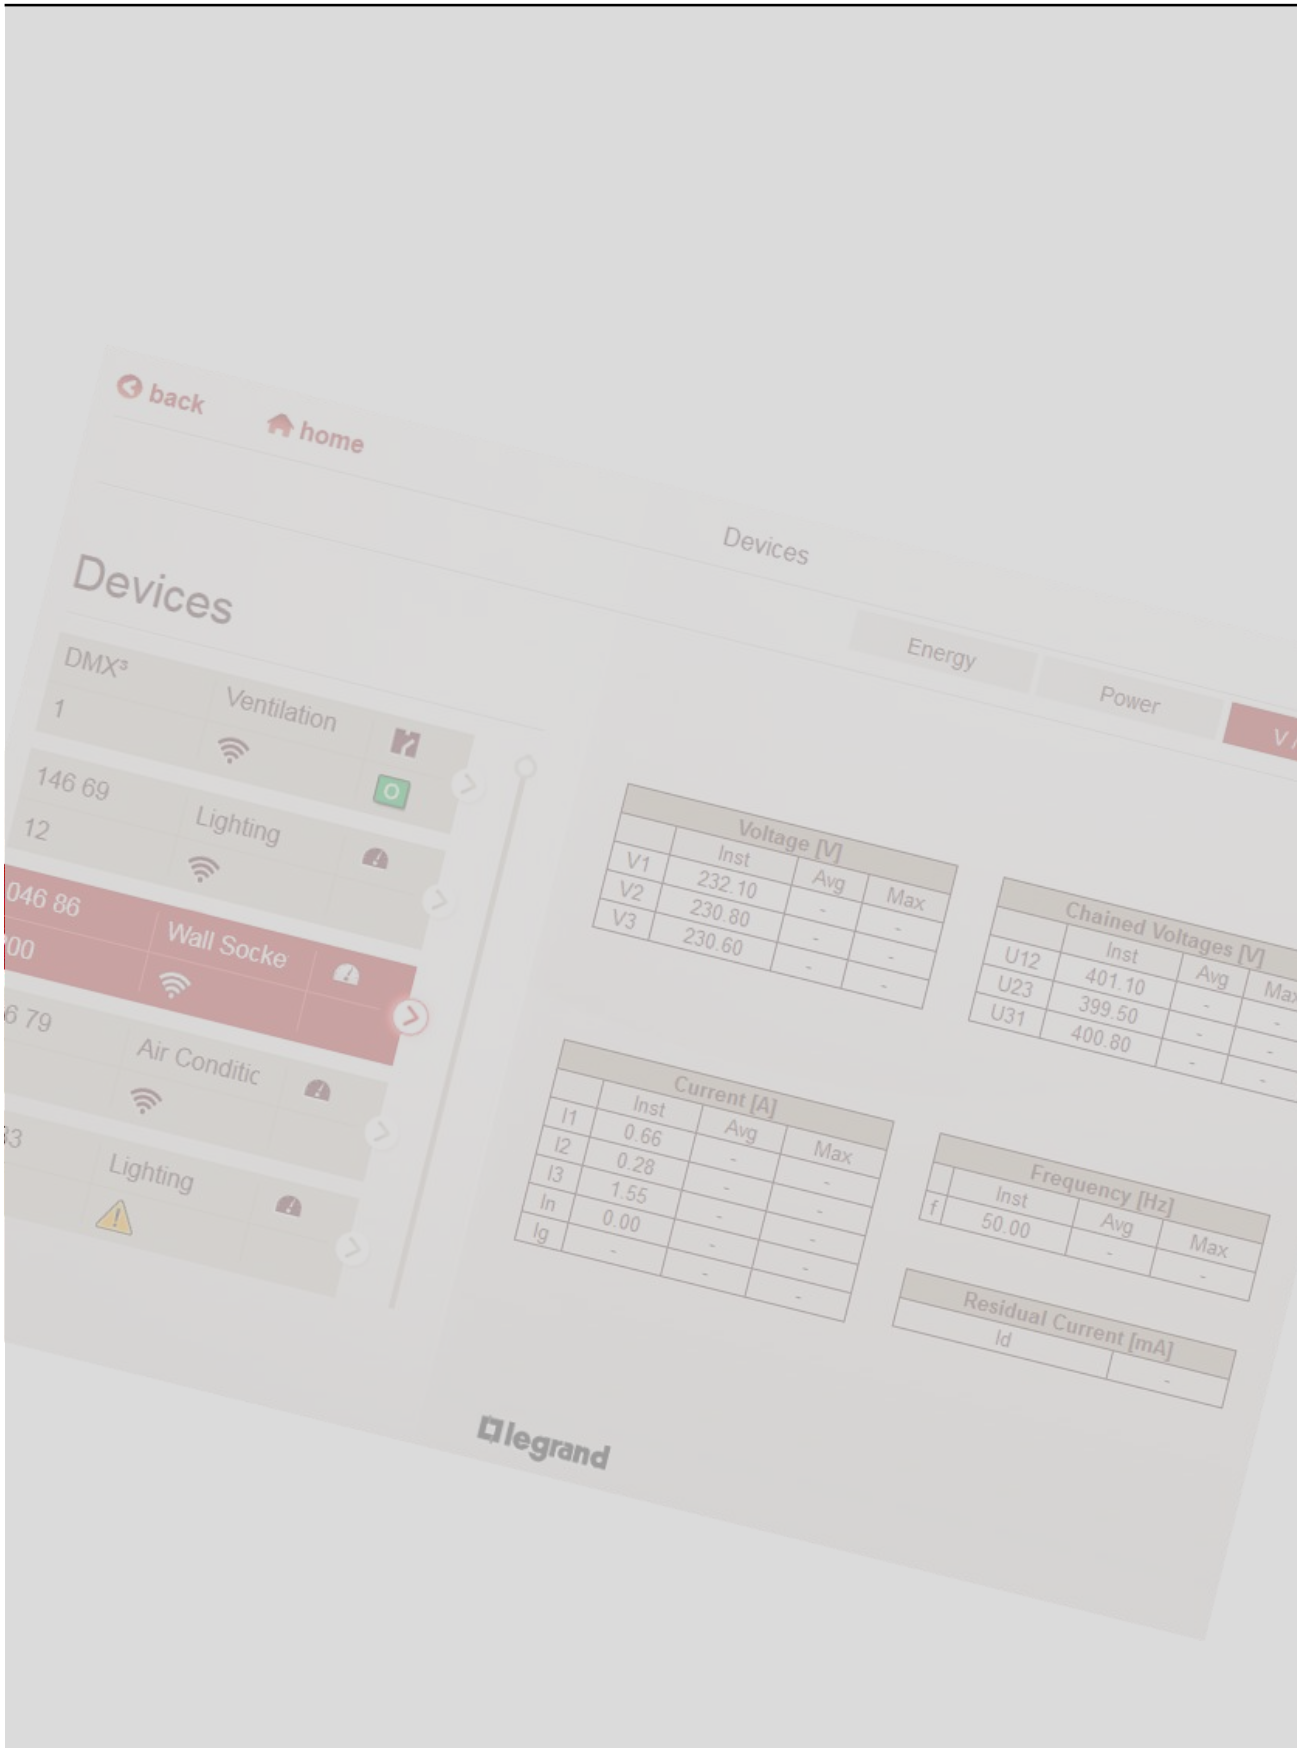 back
home
Devices
Devices
Energy
Power
V /
DMX³
Ventilation
1
146 69
Lighting
12
046 86
Wall Socke
00
6 79
Air Conditic
33
Lighting
Voltage [V]
Inst Avg Max
V1 232.10 - -
V2 230.80 - -
V3 230.60 - -
Chained Voltages [V]
Inst Avg Max
U12 401.10 - -
U23 399.50 - -
U31 400.80 - -
Current [A]
Inst Avg Max
I1 0.66 - -
I2 0.28 - -
I3 1.55 - -
In 0.00 - -
Ig - - -
Frequency [Hz]
Inst Avg Max
f 50.00 - -
Residual Current [mA]
Id -
legrand